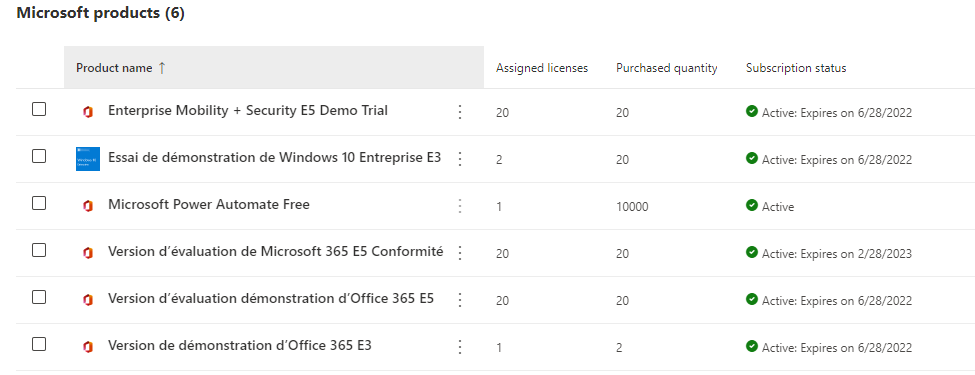 Microsoft products (6)
Product name ↑ Assigned licenses Purchased quantity Subscription status
Enterprise Mobility + Security E5 Demo Trial 20 20 Active: Expires on 6/28/2022
Essai de démonstration de Windows 10 Entreprise E3 2 20 Active: Expires on 6/28/2022
Microsoft Power Automate Free 1 10000 Active
Version d’évaluation de Microsoft 365 E5 Conformité 20 20 Active: Expires on 2/28/2023
Version d’évaluation démonstration d’Office 365 E5 20 20 Active: Expires on 6/28/2022
Version de démonstration d’Office 365 E3 1 2 Active: Expires on 6/28/2022